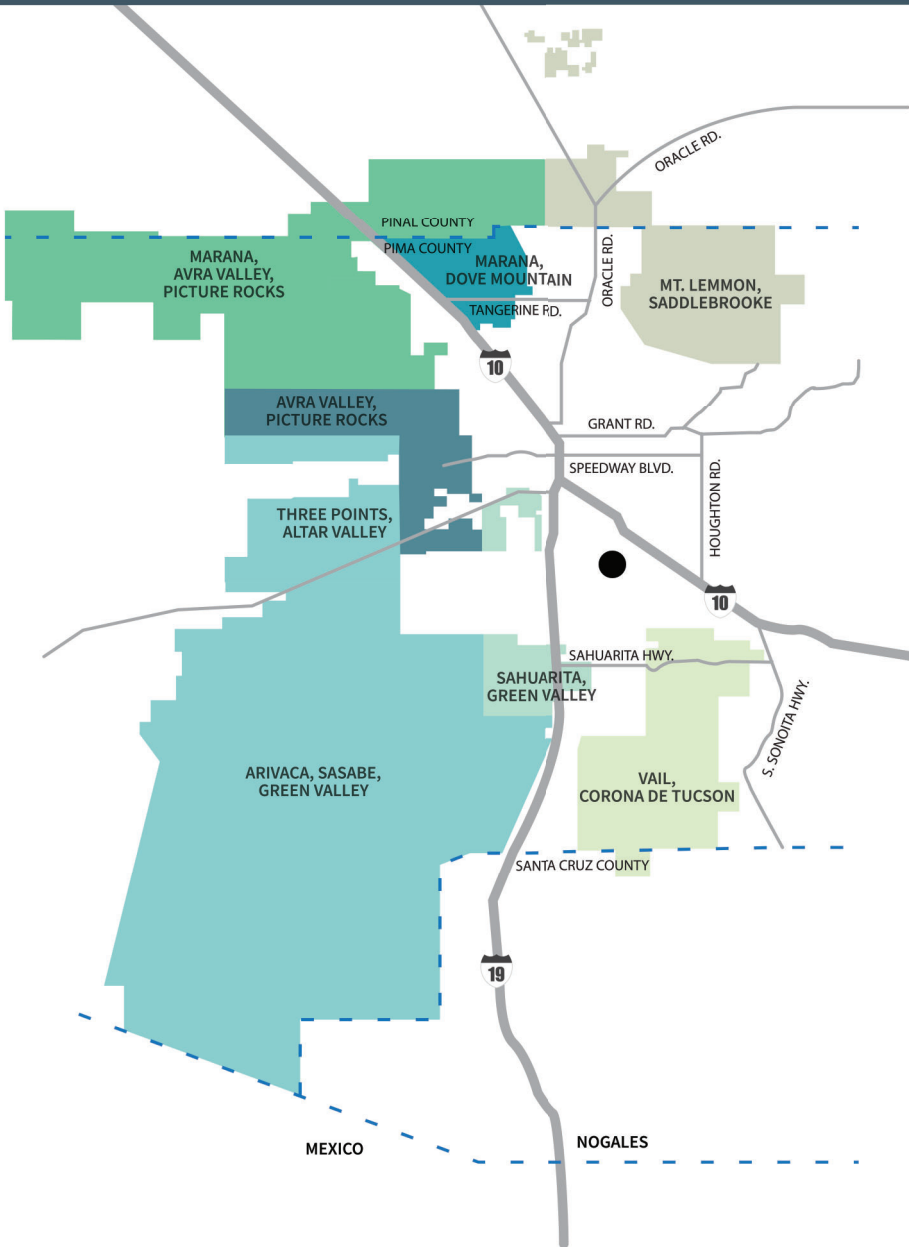 ORACLE RD.
PINAL COUNTY
PIMA COUNTY
MARANA,
AVRA VALLEY,
PICTURE ROCKS
MARANA,
DOVE MOUNTAIN
ORACLE RD.
MT. LEMMON,
SADDLEBROOKE
TANGERINE RD.
10
AVRA VALLEY,
PICTURE ROCKS
GRANT RD.
SPEEDWAY BLVD.
HOUGHTON RD.
THREE POINTS,
ALTAR VALLEY
10
SAHUARITA HWY.
SAHUARITA,
GREEN VALLEY
S. SONOITA HWY.
ARIVACA, SASABE,
GREEN VALLEY
VAIL,
CORONA DE TUCSON
SANTA CRUZ COUNTY
19
MEXICO
NOGALES